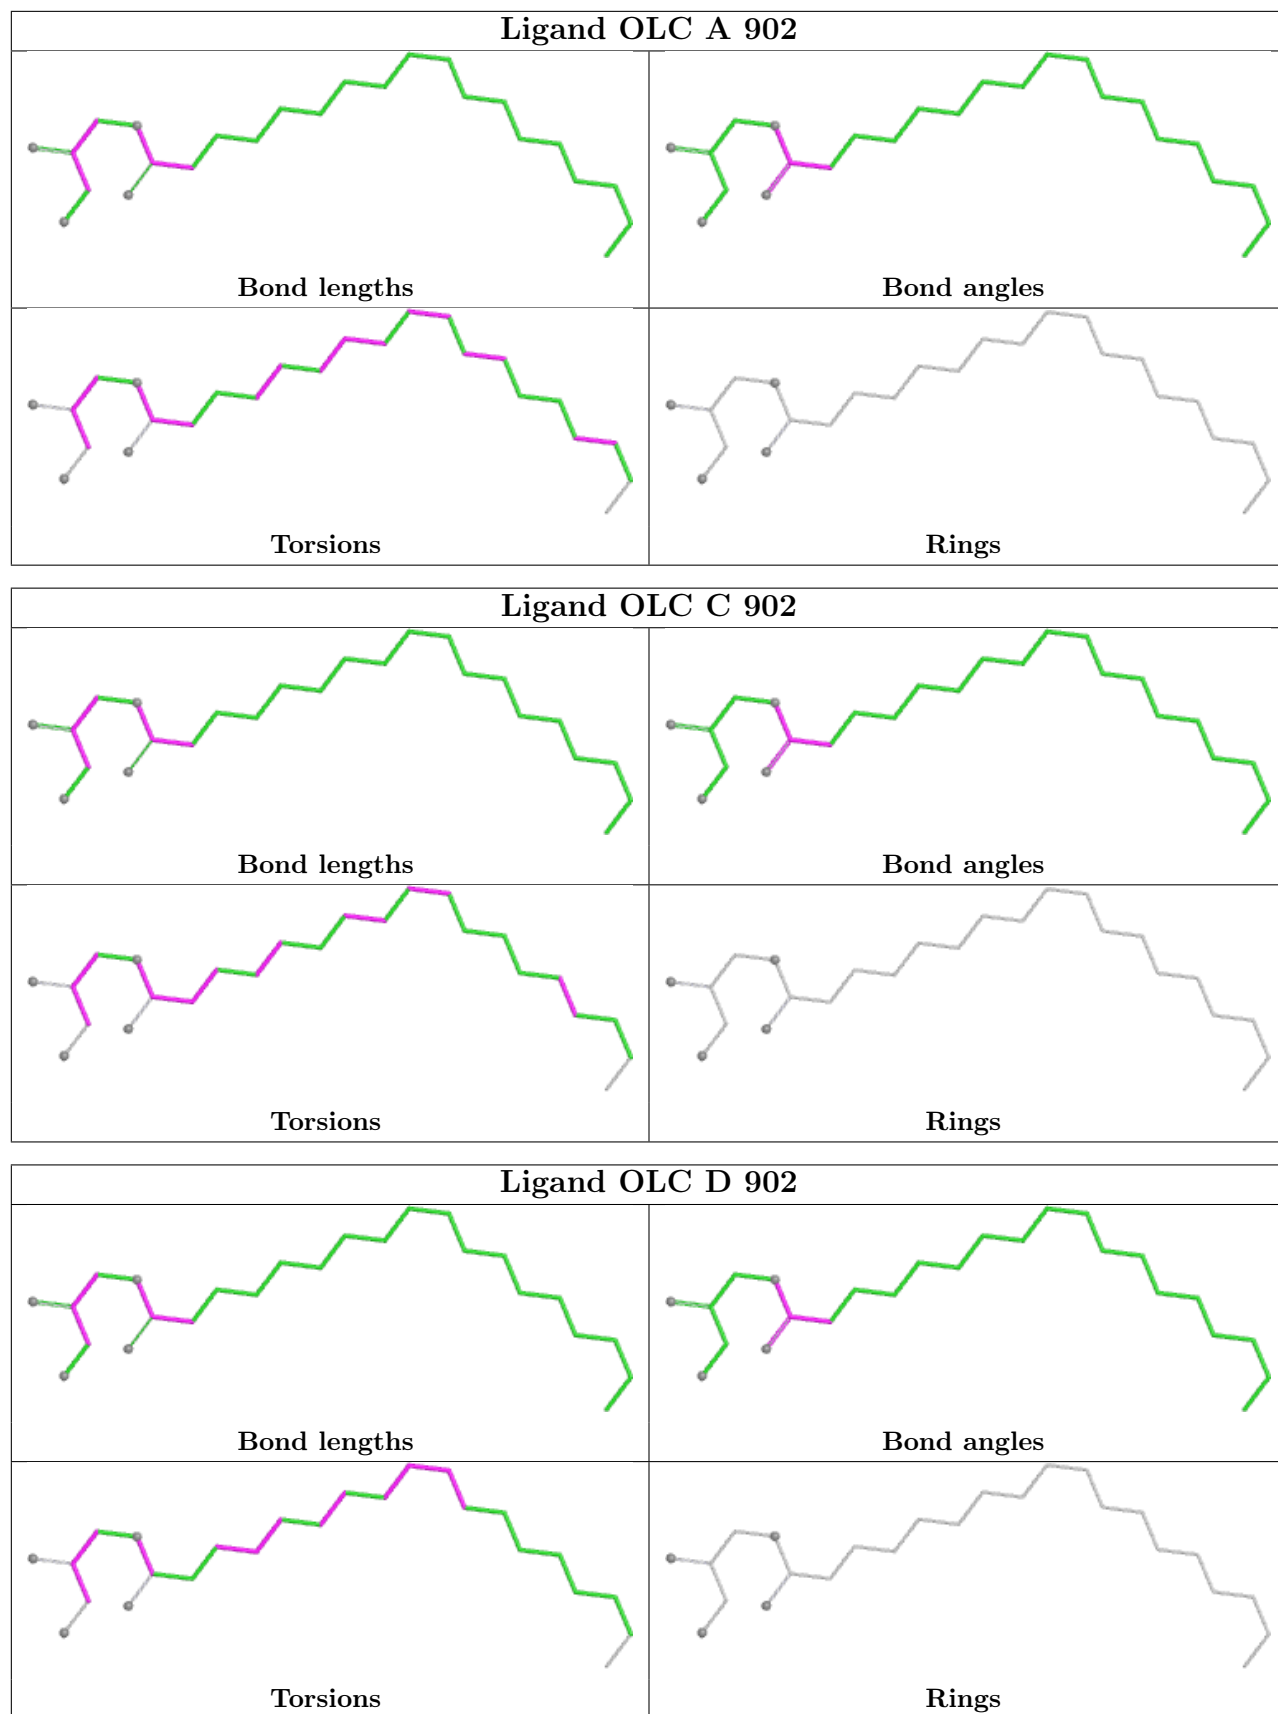 Ligand OLC A 902
Bond lengths
Bond angles
Torsions
Rings
Ligand OLC C 902
Bond lengths
Bond angles
Torsions
Rings
Ligand OLC D 902
Bond lengths
Bond angles
Torsions
Rings